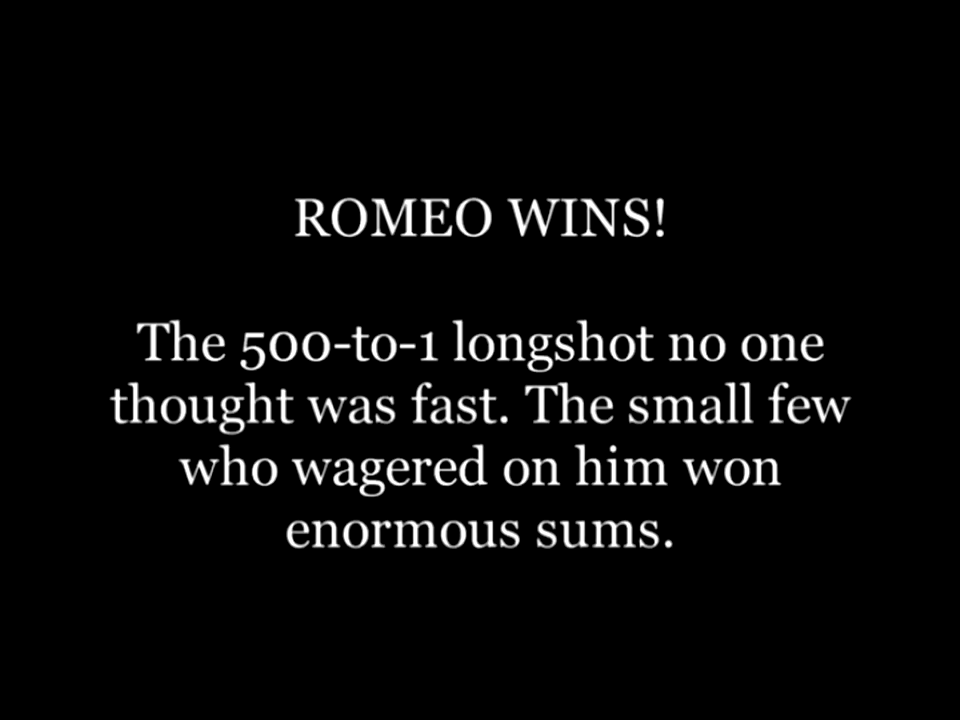 ROMEO WINS!
The 500-to-1 longshot no one
thought was fast. The small few
who wagered on him won
enormous sums.